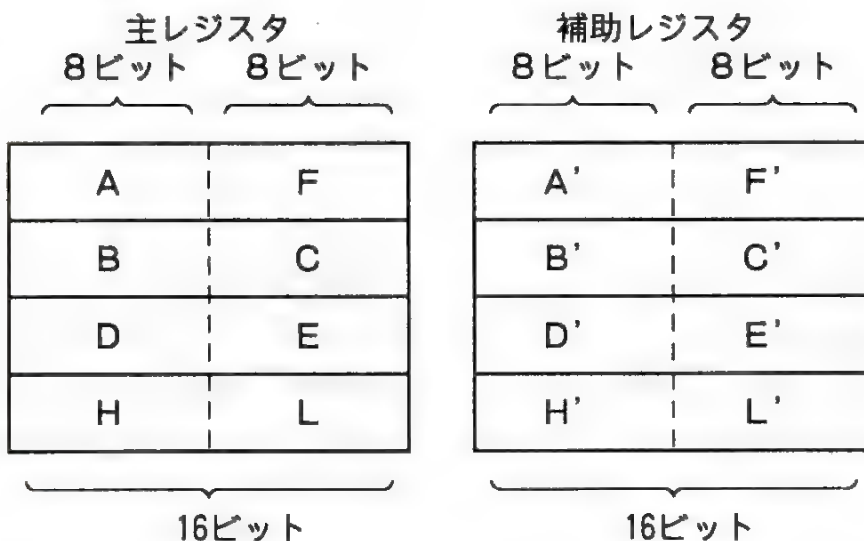 主レジスタ
8ビット 8ビット
A F
B C
D E
H L
16ビット
補助レジスタ
8ビット 8ビット
A' F'
B' C'
D' E'
H' L'
16ビット